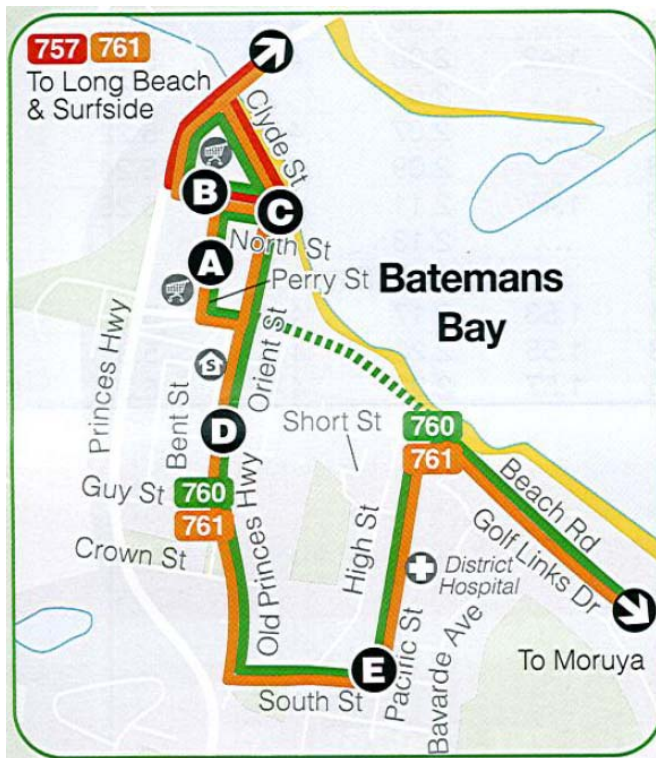 757 761
To Long Beach
& Surfside
Clyde St
B
C
North St
A
Perry St
Batemans
Bay
Princes Hwy
Orient St
S
Bent St
D
Short St
760
761
Guy St
760
761
Beach Rd
Golf Links Dr
Crown St
Old Princes Hwy
High St
District
Hospital
Pacific St
Bavarde Ave
E
To Moruya
South St